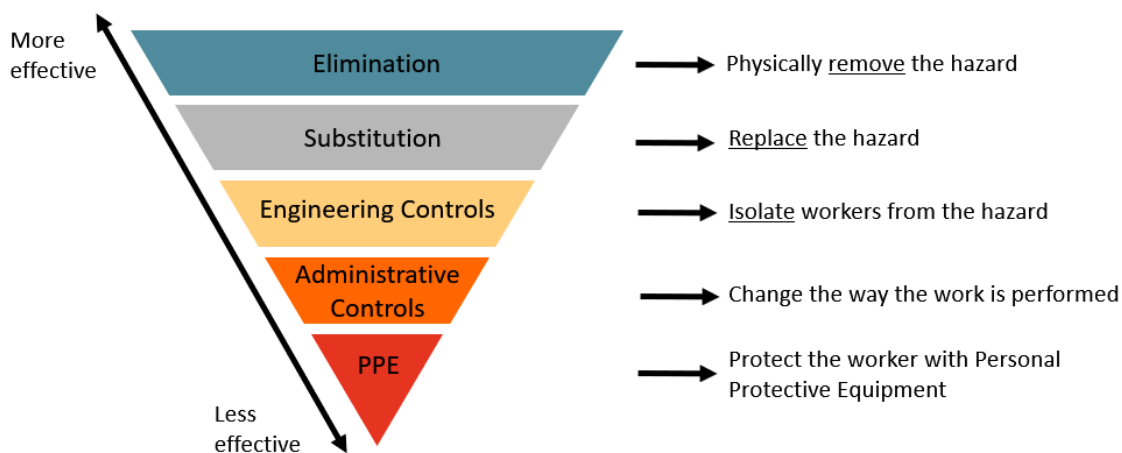 More
effective
Elimination
Physically remove the hazard
Substitution
Replace the hazard
Engineering Controls
Isolate workers from the hazard
Administrative
Controls
Change the way the work is performed
PPE
Protect the worker with Personal
Protective Equipment
Less
effective